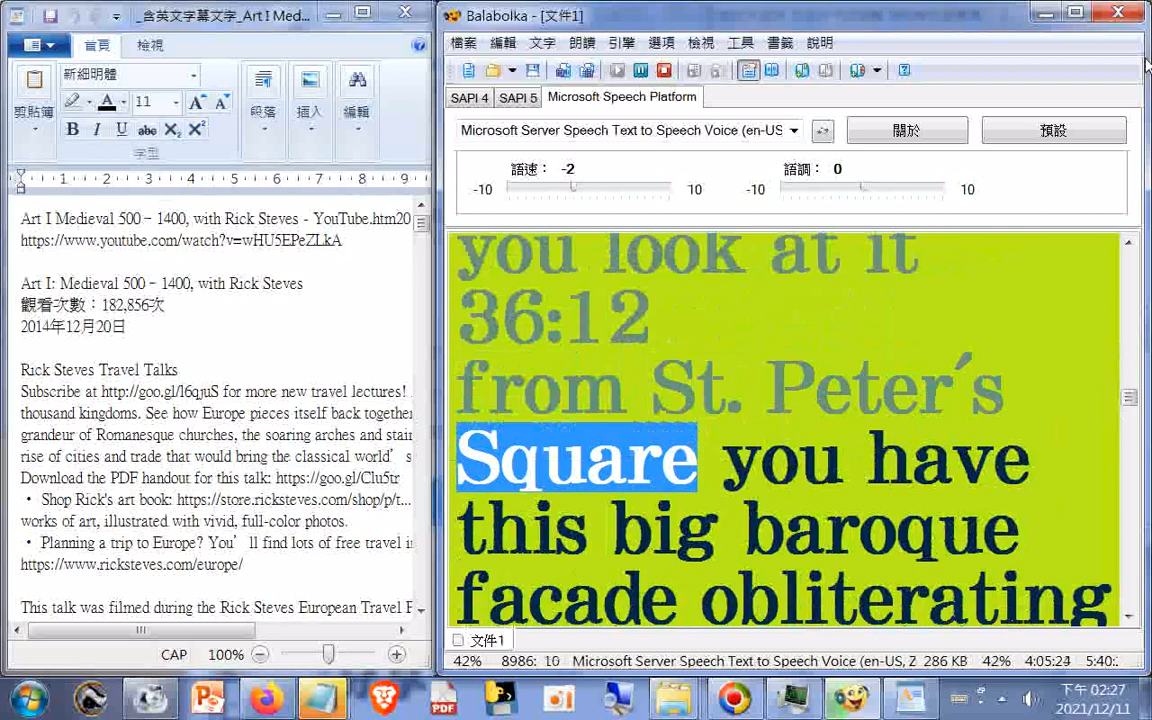 _含英文字幕文字_Art I Med...
首頁
檢視
新細明體
11
剪貼簿
段落
插入
編輯
字型
1 2 3 4 5 6 7 8 9
Art I Medieval 500 - 1400, with Rick Steves - YouTube.htm20
https://www.youtube.com/watch?v=wHU5EPeZLkA
Art I: Medieval 500 - 1400, with Rick Steves
觀看次數：182,856次
2014年12月20日
Rick Steves Travel Talks
Subscribe at http://goo.gl/l6qjuS for more new travel lectures!
thousand kingdoms. See how Europe pieces itself back together
grandeur of Romanesque churches, the soaring arches and stair
rise of cities and trade that would bring the classical world's
Download the PDF handout for this talk: https://goo.gl/Clu5tr
• Shop Rick's art book: https://store.ricksteves.com/shop/p/t...
works of art, illustrated with vivid, full-color photos.
• Planning a trip to Europe? You'll find lots of free travel i
https://www.ricksteves.com/europe/
This talk was filmed during the Rick Steves European Travel F
CAP 100%
Balabolka - [文件1]
檔案 編輯 文字 朗讀 引擎 選項 檢視 工具 書籤 說明
SAPI 4 SAPI 5 Microsoft Speech Platform
Microsoft Server Speech Text to Speech Voice (en-US
關於
預設
語速： -2
語調： 0
-10 10 -10 10
you look at it
36:12
from St. Peter's
Square you have
this big baroque
facade obliterating
文件1
42% 8986: 10 Microsoft Server Speech Text to Speech Voice (en-US, Z 286 KB 42% 4:05:24 5:40:.
下午 02:27
2021/12/11